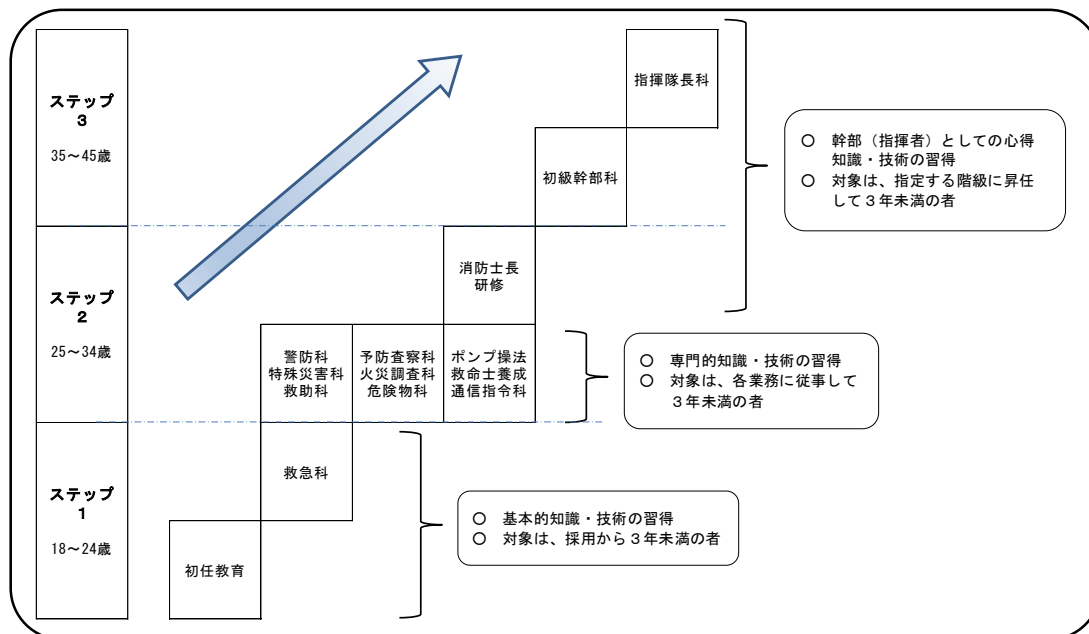 ステップ
3
35～45歳
指揮隊長科
初級幹部科
○ 幹部（指揮者）としての心得
知識・技術の習得
○ 対象は、指定する階級に昇任
して３年未満の者
ステップ
2
25～34歳
消防士長
研修
警防科
特殊災害科
救助科
予防査察科
火災調査科
危険物科
ポンプ操法
救命士養成
通信指令科
○ 専門的知識・技術の習得
○ 対象は、各業務に従事して
３年未満の者
ステップ
1
18～24歳
救急科
初任教育
○ 基本的知識・技術の習得
○ 対象は、採用から３年未満の者